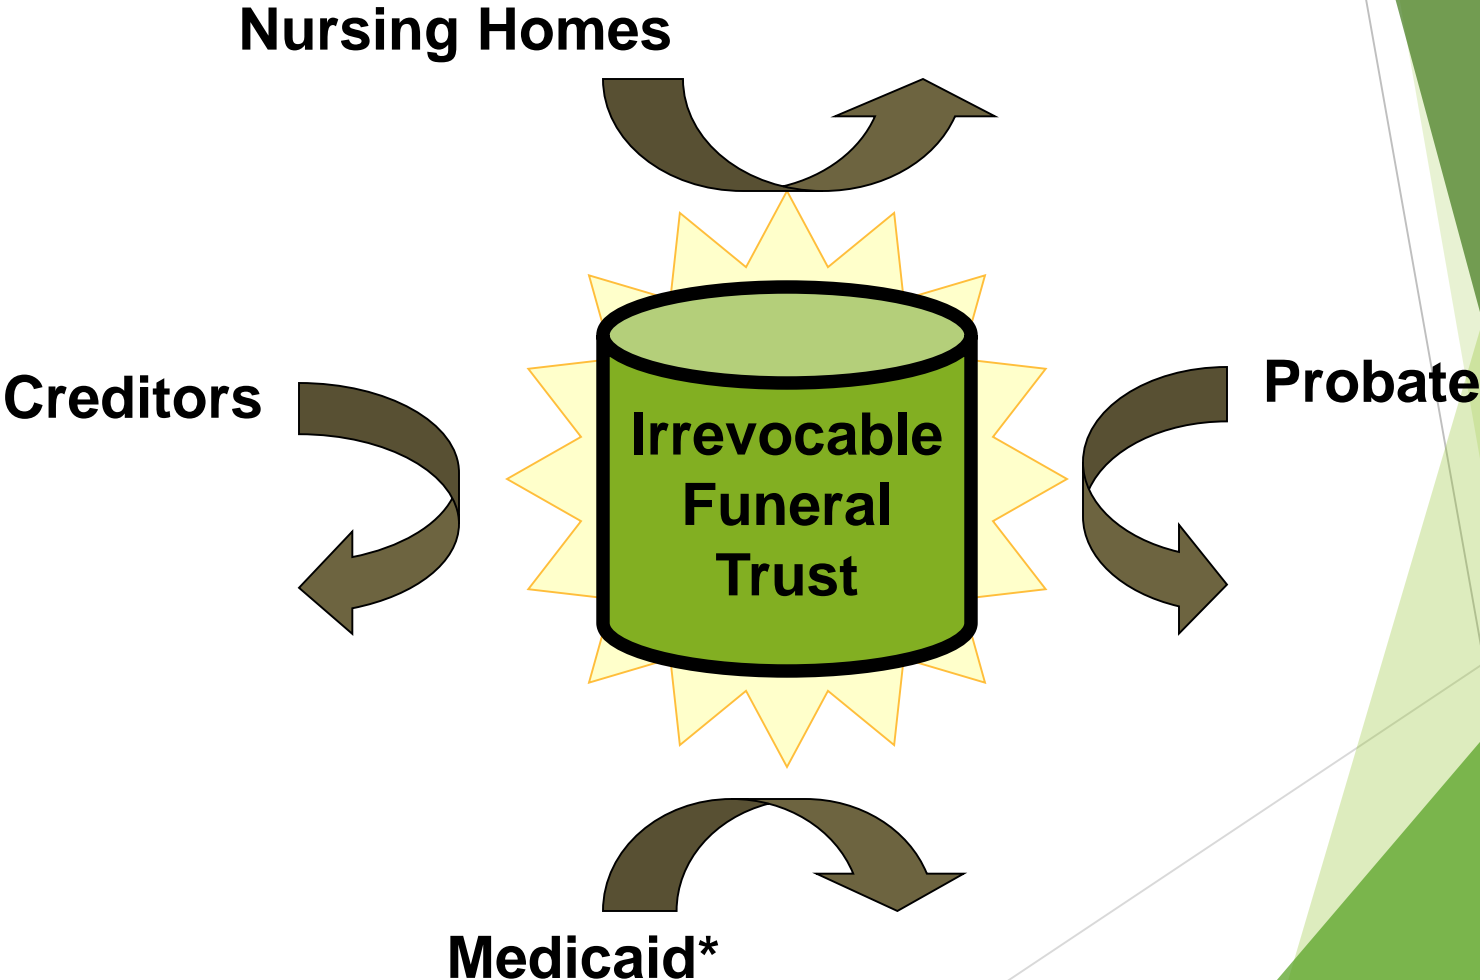 Nursing Homes
Creditors
Probate
Irrevocable
Funeral
Trust
Medicaid*